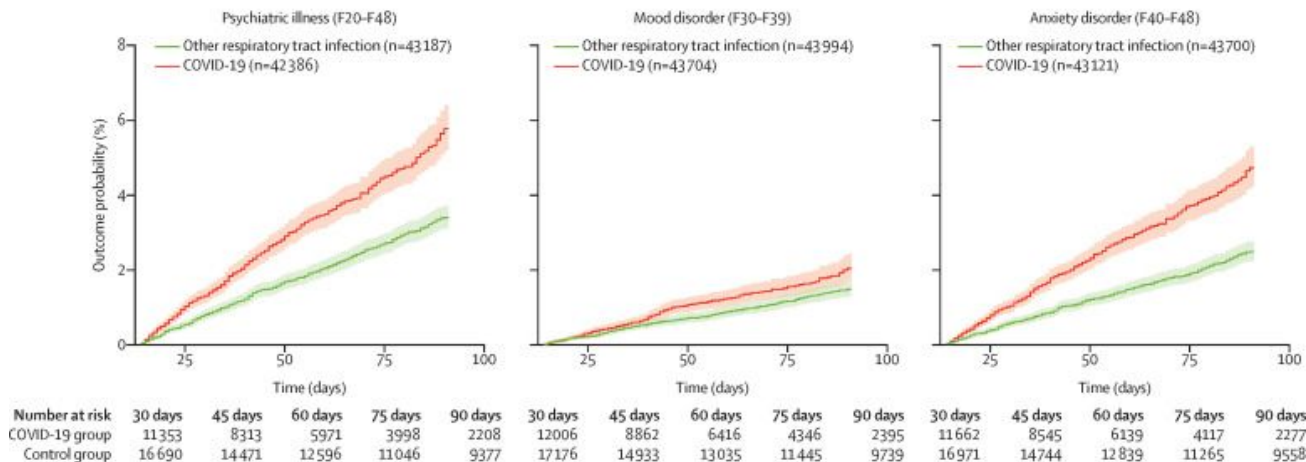 Psychiatric illness (F20–F48)
Other respiratory tract infection (n=43187)
COVID-19 (n=42386)
Outcome probability (%)
8
6
4
2
0
25 50 75 100
Time (days)
Mood disorder (F30–F39)
Other respiratory tract infection (n=43994)
COVID-19 (n=43704)
25 50 75 100
Time (days)
Anxiety disorder (F40–F48)
Other respiratory tract infection (n=43700)
COVID-19 (n=43121)
25 50 75 100
Time (days)
Number at risk 30 days 45 days 60 days 75 days 90 days 30 days 45 days 60 days 75 days 90 days 30 days 45 days 60 days 75 days 90 days
COVID-19 group 11353 8313 5971 3998 2208 12006 8862 6416 4346 2395 11662 8545 6139 4117 2277
Control group 16690 14471 12596 11046 9377 17176 14933 13035 11445 9739 16971 14744 12839 11265 9558